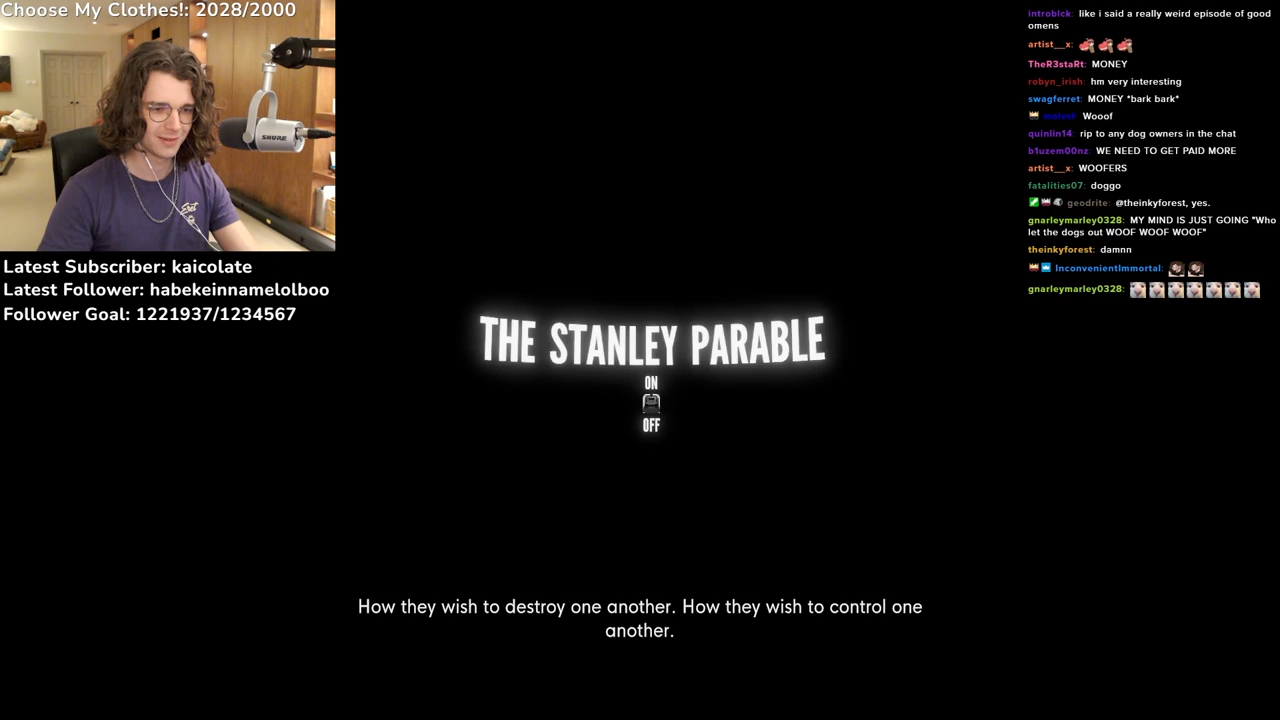 Choose My Clothes!: 2028/2000
SHURE
Latest Subscriber: kaicolate
Latest Follower: habekeinnamelolboo
Follower Goal: 1221937/1234567
THE STANLEY PARABLE
ON
OFF
How they wish to destroy one another. How they wish to control one
another.
introblck: like i said a really weird episode of good
omens
artist__x:
TheR3staRt: MONEY
robyn_irish: hm very interesting
swagferret: MONEY *bark bark*
Wooof
quinlin14: rip to any dog owners in the chat
b1uzem00nz: WE NEED TO GET PAID MORE
artist__x: WOOFERS
fatalities07: doggo
geodrite: @theinkyforest, yes.
gnarleymarley0328: MY MIND IS JUST GOING "Who
let the dogs out WOOF WOOF WOOF"
theinkyforest: damnn
InconvenientImmortal:
gnarleymarley0328: